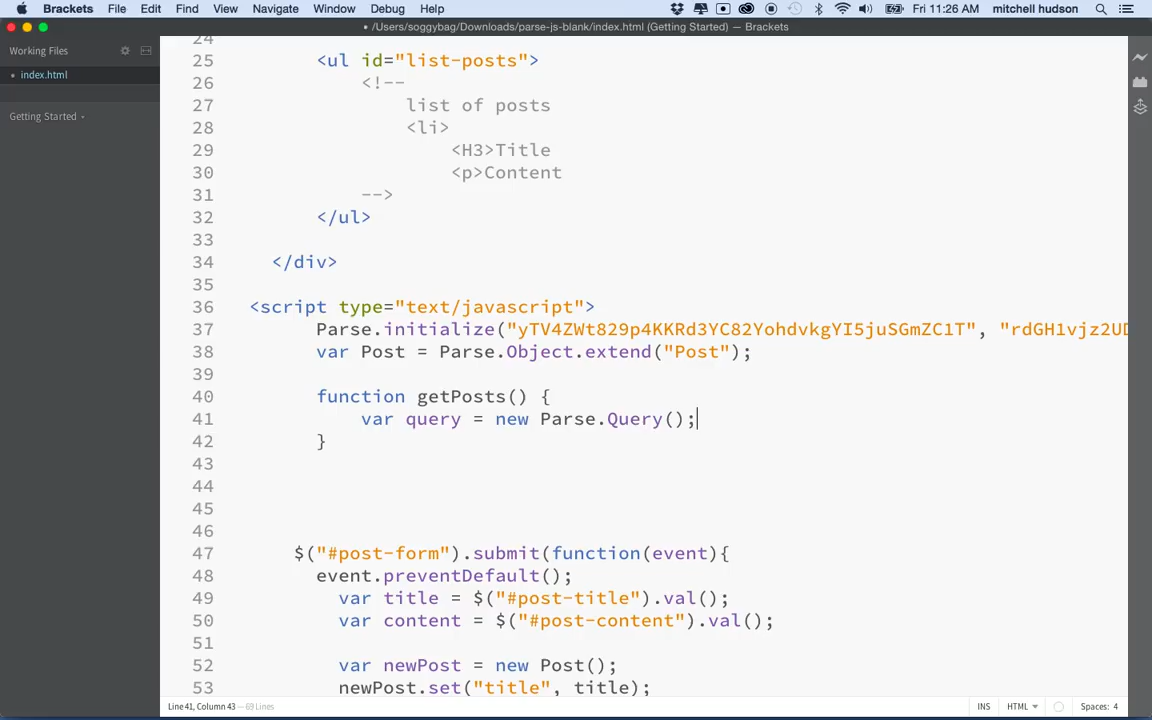 Brackets File Edit Find View Navigate Window Debug Help Fri 11:26 AM mitchell hudson
• /Users/soggybag/Downloads/parse-js-blank/index.html (Getting Started) — Brackets
Working Files
• index.html
Getting Started
24
25 <ul id="list-posts">
26 <!--
27 list of posts
28 <li>
29 <H3>Title
30 <p>Content
31 -->
32 </ul>
33
34 </div>
35
36 <script type="text/javascript">
37 Parse.initialize("yTV4ZWt829p4KKRd3YC82YohdvkgYI5juSGmZC1T", "rdGH1vjz2UD
38 var Post = Parse.Object.extend("Post");
39
40 function getPosts() {
41 var query = new Parse.Query();
42 }
43
44
45
46
47 $("#post-form").submit(function(event){
48 event.preventDefault();
49 var title = $("#post-title").val();
50 var content = $("#post-content").val();
51
52 var newPost = new Post();
53 newPost.set("title", title);
Line 41, Column 43 — 69 Lines INS HTML Spaces: 4